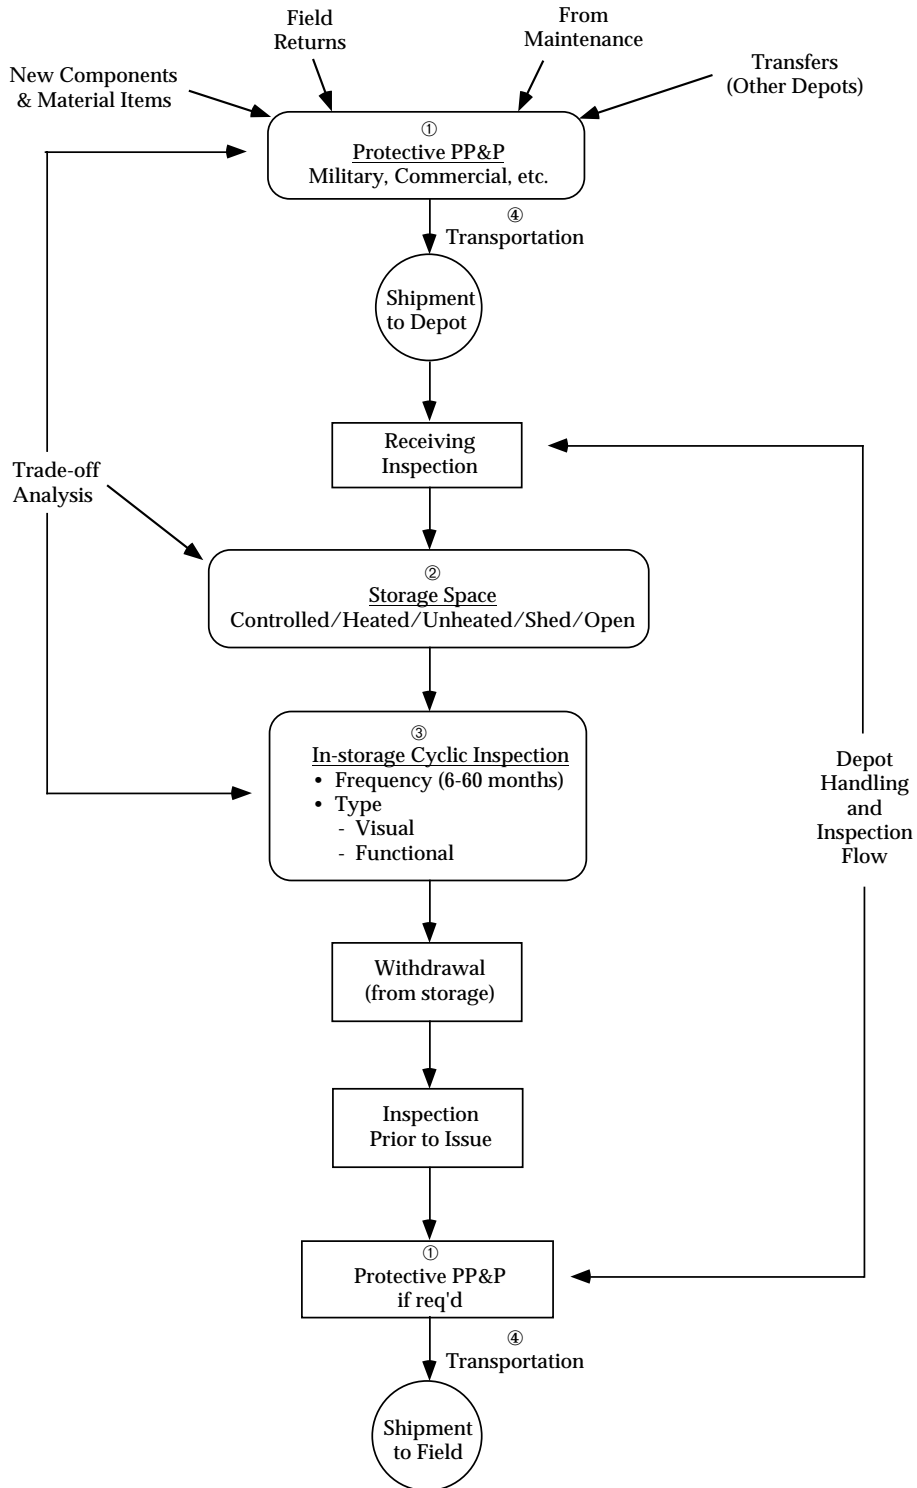 Field
Returns
From
Maintenance
New Components
& Material Items
Transfers
(Other Depots)
①
Protective PP&P
Military, Commercial, etc.
④
Transportation
Shipment
to Depot
Receiving
Inspection
Trade-off
Analysis
②
Storage Space
Controlled/Heated/Unheated/Shed/Open
③
In-storage Cyclic Inspection
• Frequency (6-60 months)
• Type
- Visual
- Functional
Depot
Handling
and
Inspection
Flow
Withdrawal
(from storage)
Inspection
Prior to Issue
①
Protective PP&P
if req'd
④
Transportation
Shipment
to Field